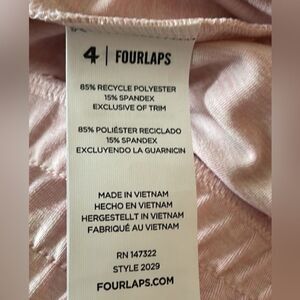 4 | FOURLAPS
85% RECYCLE POLYESTER
15% SPANDEX
EXCLUSIVE OF TRIM
85% POLIÉSTER RECICLADO
15% SPANDEX
EXCLUYENDO LA GUARNICIN
MADE IN VIETNAM
HECHO EN VIETNAM
HERGESTELLT IN VIETNAM
FABRIQUÉ AU VIETNAM
RN 147322
STYLE 2029
FOURLAPS.COM